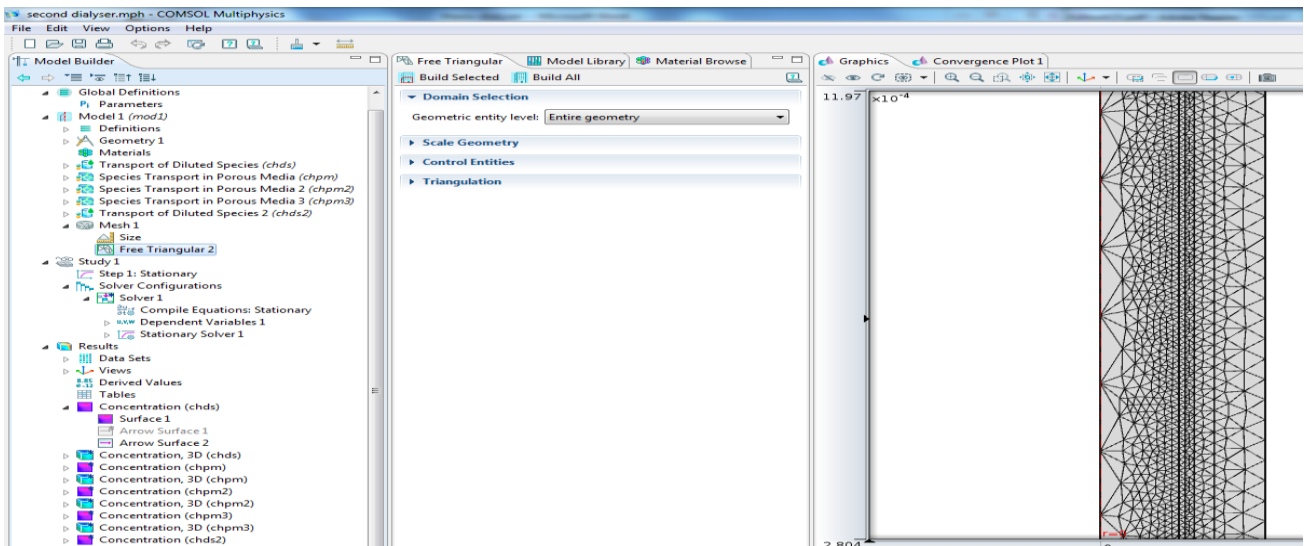 second dialyser.mph - COMSOL Multiphysics
File Edit View Options Help
Model Builder
Global Definitions
Pi Parameters
Model 1 (mod1)
Definitions
Geometry 1
Materials
Transport of Diluted Species (chds)
Species Transport in Porous Media (chpm)
Species Transport in Porous Media 2 (chpm2)
Species Transport in Porous Media 3 (chpm3)
Transport of Diluted Species 2 (chds2)
Mesh 1
Size
Free Triangular 2
Study 1
Step 1: Stationary
Solver Configurations
Solver 1
Compile Equations: Stationary
u,v,w Dependent Variables 1
Stationary Solver 1
Results
Data Sets
Views
Derived Values
Tables
Concentration (chds)
Surface 1
Arrow Surface 1
Arrow Surface 2
Concentration, 3D (chds)
Concentration (chpm)
Concentration, 3D (chpm)
Concentration (chpm2)
Concentration, 3D (chpm2)
Concentration (chpm3)
Concentration, 3D (chpm3)
Concentration (chds2)
Free Triangular Model Library Material Browse
Build Selected Build All
Domain Selection
Geometric entity level: Entire geometry
Scale Geometry
Control Entities
Triangulation
Graphics Convergence Plot 1
11.97 ×10⁻⁴
2.804